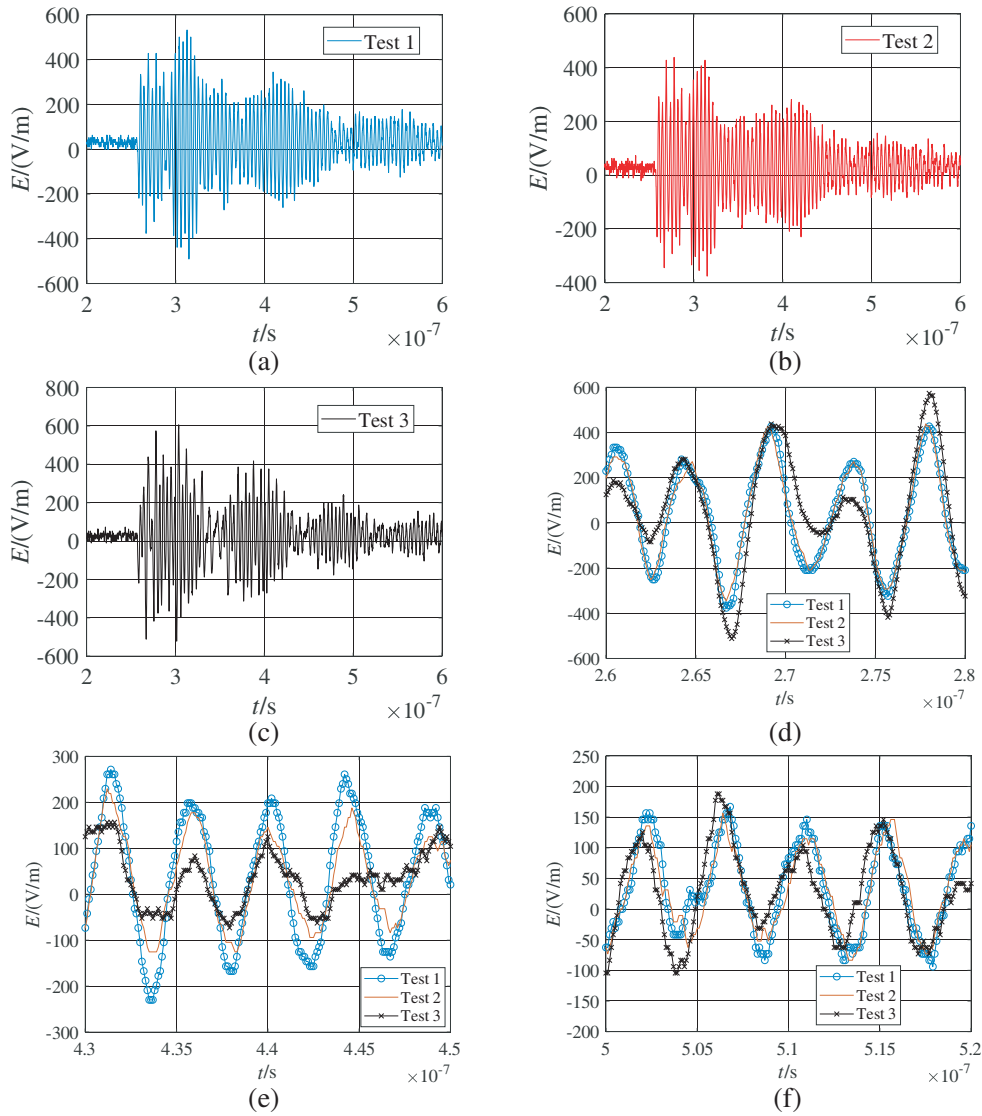 600
400
200
0
-200
-400
-600
E/(V/m)
Test 1
2 3 4 5 6
t/s ×10-7
(a)
600
400
200
0
-200
-400
E/(V/m)
Test 2
2 3 4 5 6
t/s ×10-7
(b)
800
600
400
200
0
-200
-400
-600
E/(V/m)
Test 3
2 3 4 5 6
t/s ×10-7
(c)
600
400
200
0
-200
-400
-600
E/(V/m)
Test 1
Test 2
Test 3
2.6 2.65 2.7 2.75 2.8
t/s ×10-7
(d)
300
200
100
0
-100
-200
-300
E/(V/m)
Test 1
Test 2
Test 3
4.3 4.35 4.4 4.45 4.5
t/s ×10-7
(e)
250
200
150
100
50
0
-50
-100
-150
-200
E/(V/m)
Test 1
Test 2
Test 3
5 5.05 5.1 5.15 5.2
t/s ×10-7
(f)